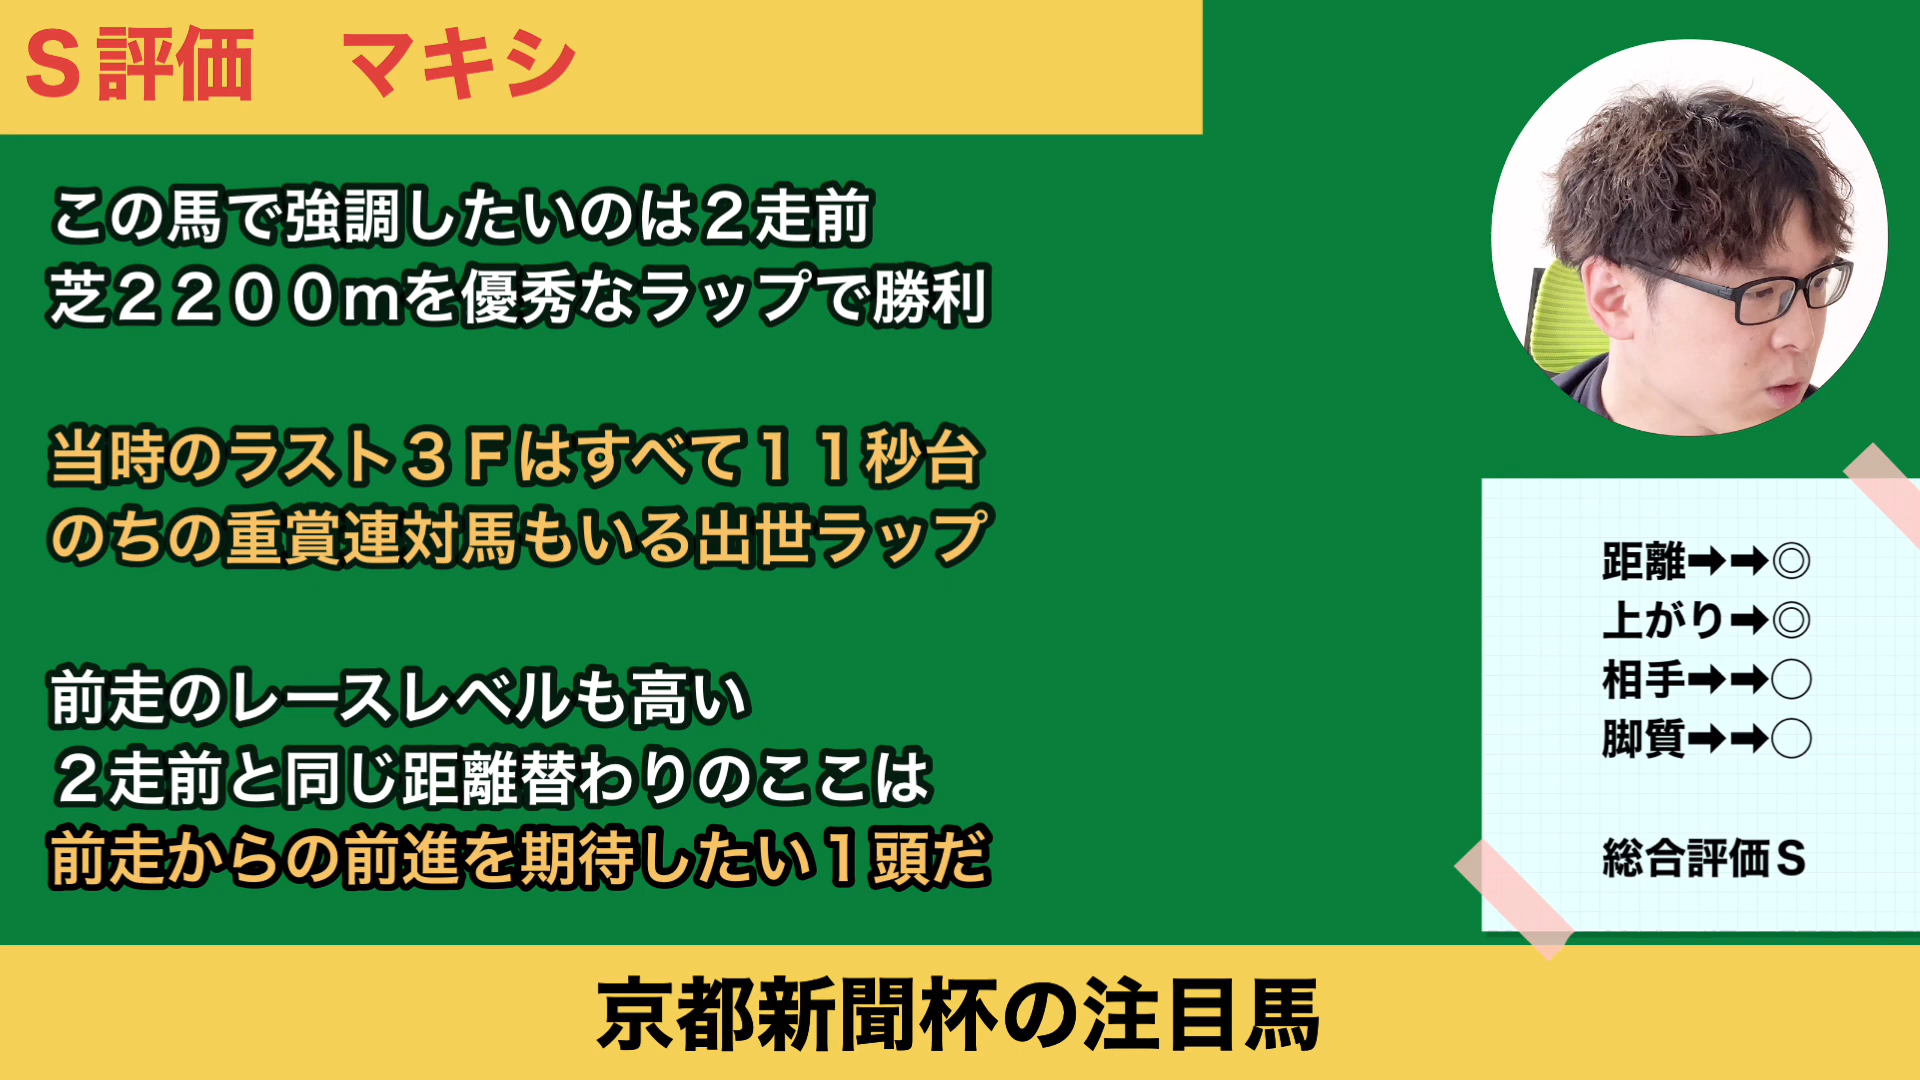 S評価　マキシ
この馬で強調したいのは２走前
芝２２００ｍを優秀なラップで勝利
当時のラスト３Ｆはすべて１１秒台
のちの重賞連対馬もいる出世ラップ
前走のレースレベルも高い
２走前と同じ距離替わりのここは
前走からの前進を期待したい１頭だ
距離➡➡◎
上がり➡◎
相手➡➡◯
脚質➡➡◯
総合評価S
京都新聞杯の注目馬